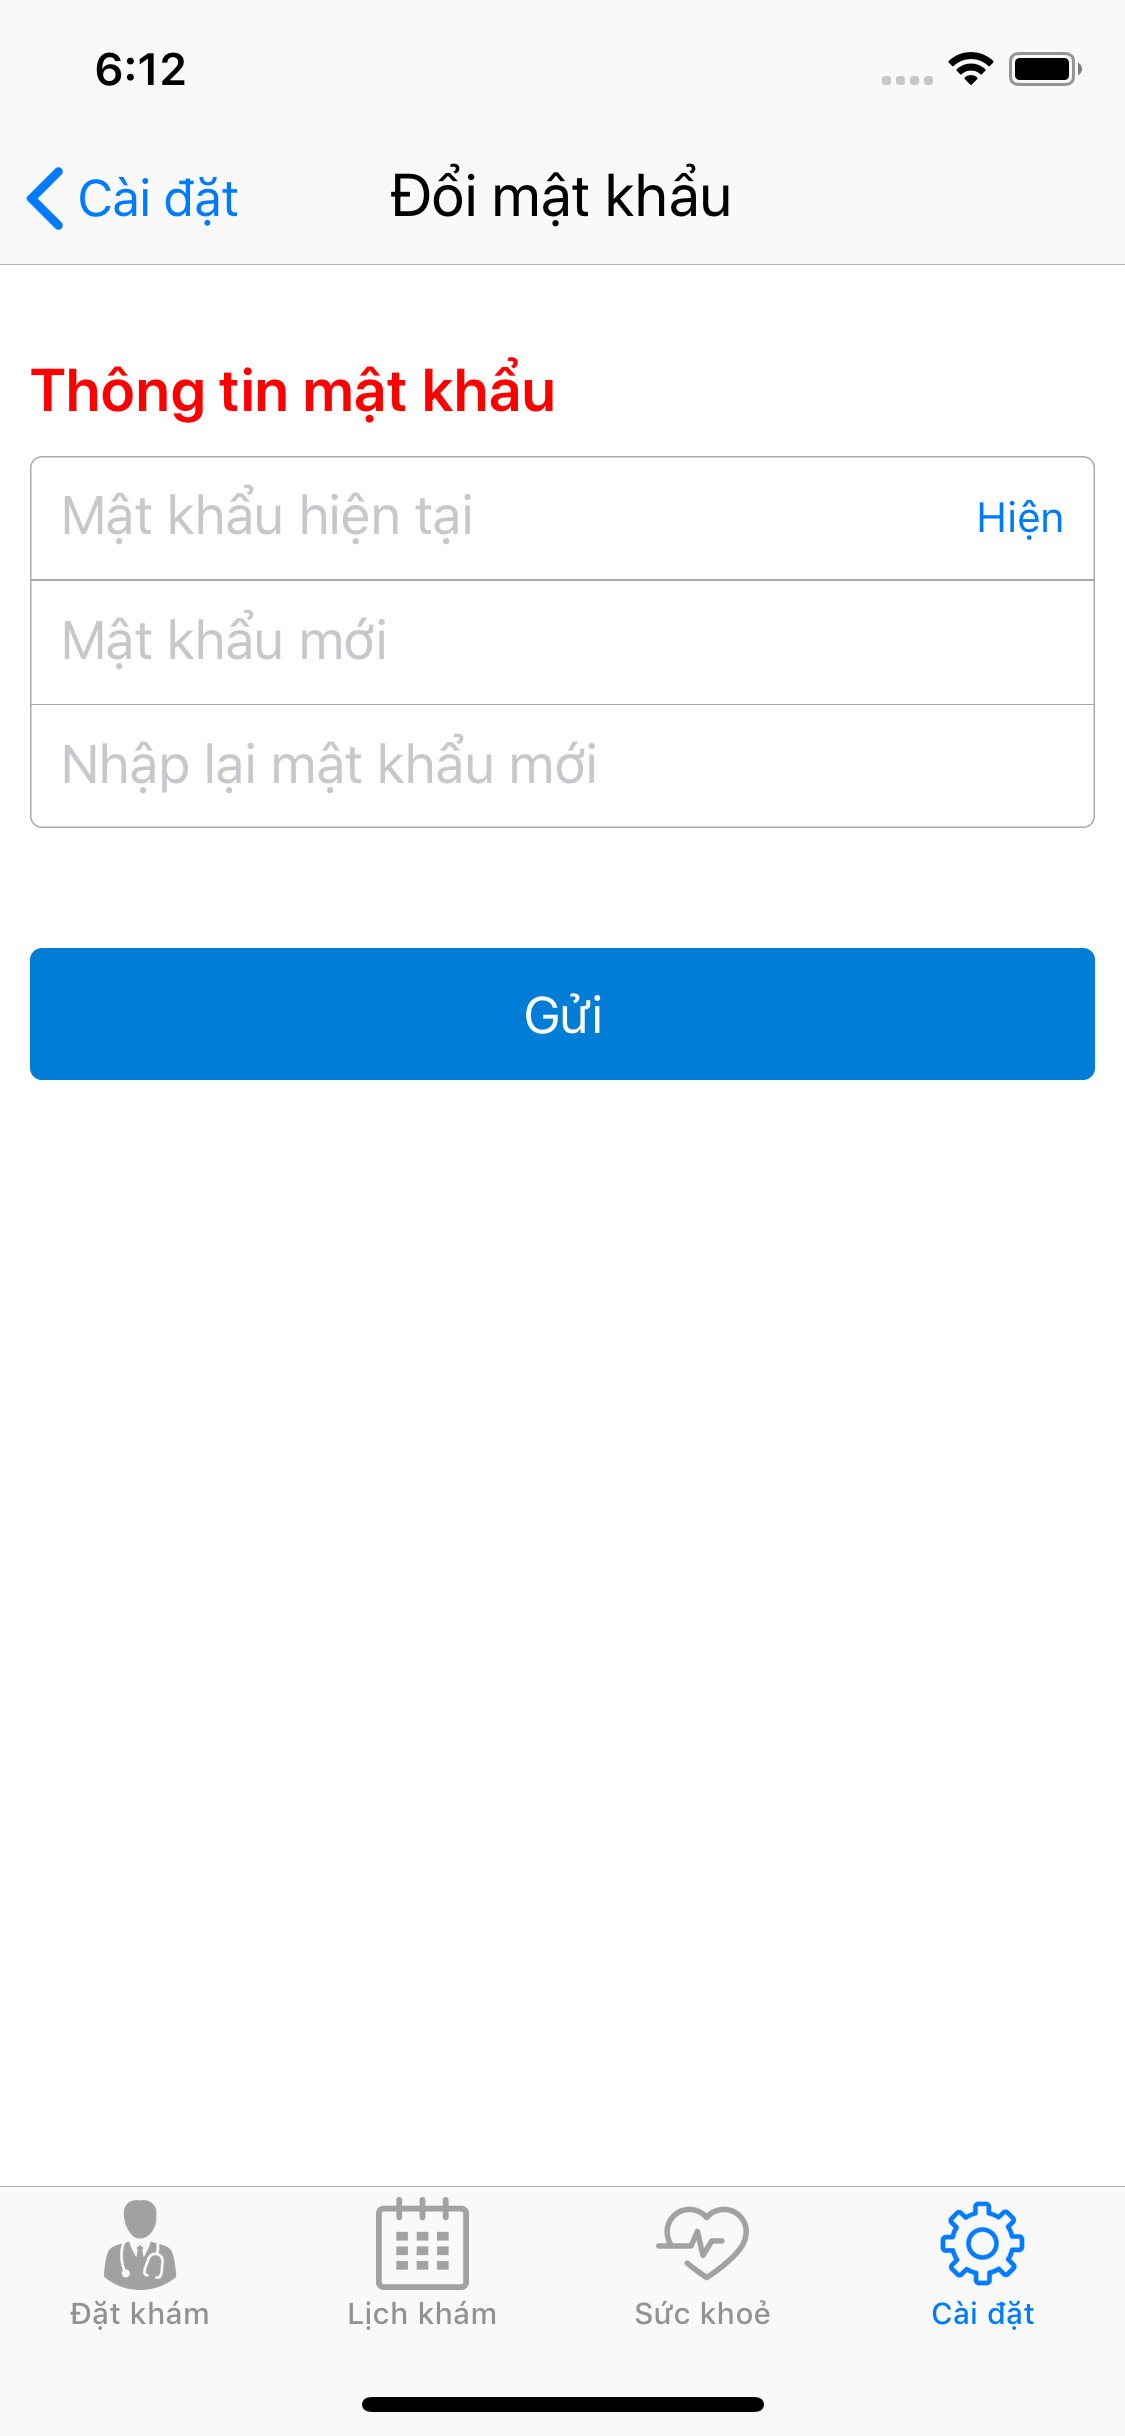 6:12
Cài đặt
Đổi mật khẩu
Thông tin mật khẩu
Mật khẩu hiện tại
Hiện
Mật khẩu mới
Nhập lại mật khẩu mới
Gửi
Đặt khám
Lịch khám
Sức khoẻ
Cài đặt